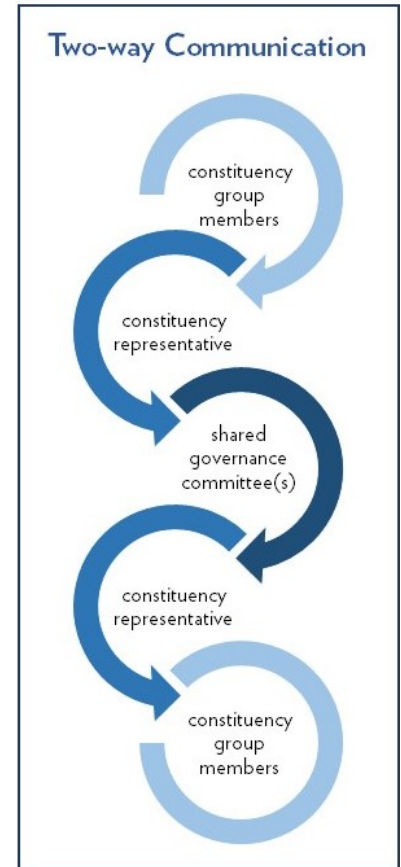 Two-way Communication
constituency
group
members
constituency
representative
shared
governance
committee(s)
constituency
representative
constituency
group
members